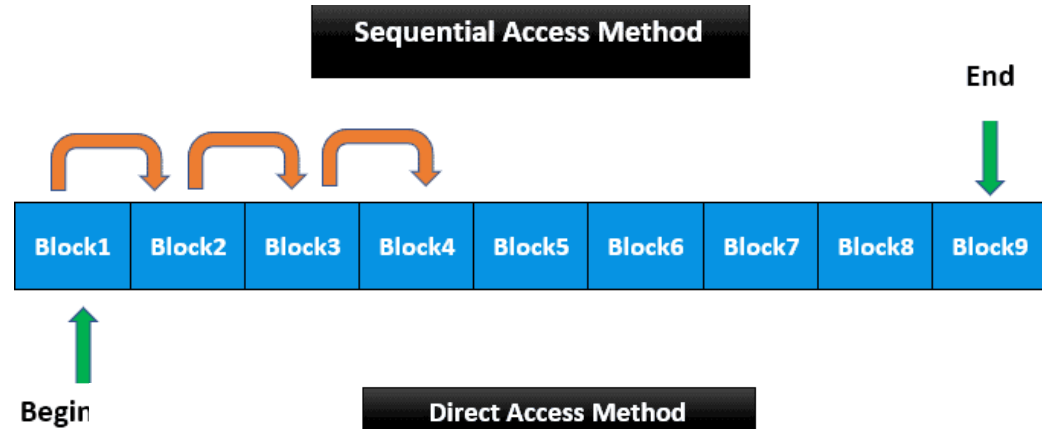 Sequential Access Method
End
Block1 Block2 Block3 Block4 Block5 Block6 Block7 Block8 Block9
Begin
Direct Access Method